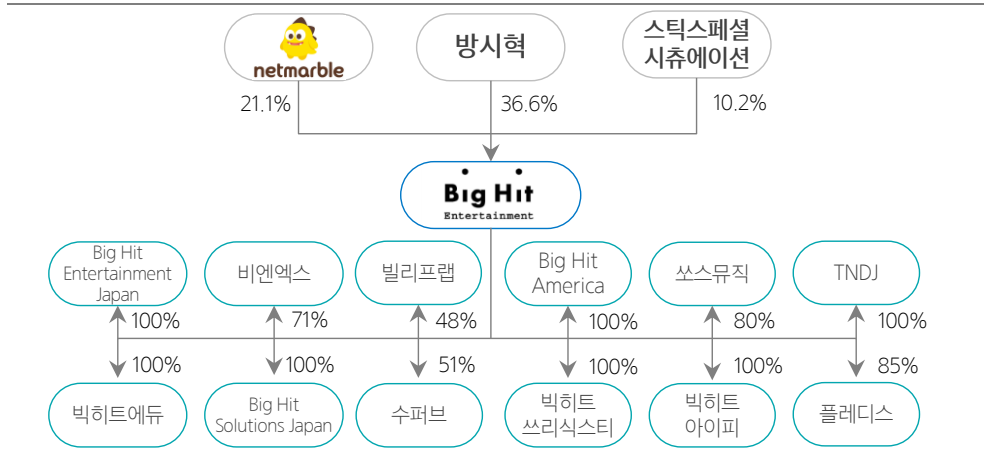 netmarble
방시혁
스틱스페셜
시츄에이션
21.1%
36.6%
10.2%
Big Hit
Entertainment
Big Hit
Entertainment
Japan
비엔엑스
빌리프랩
Big Hit
America
쏘스뮤직
TNDJ
100%
71%
48%
100%
80%
100%
100%
100%
51%
100%
100%
85%
빅히트에듀
Big Hit
Solutions Japan
수퍼브
빅히트
쓰리식스티
빅히트
아이피
플레디스